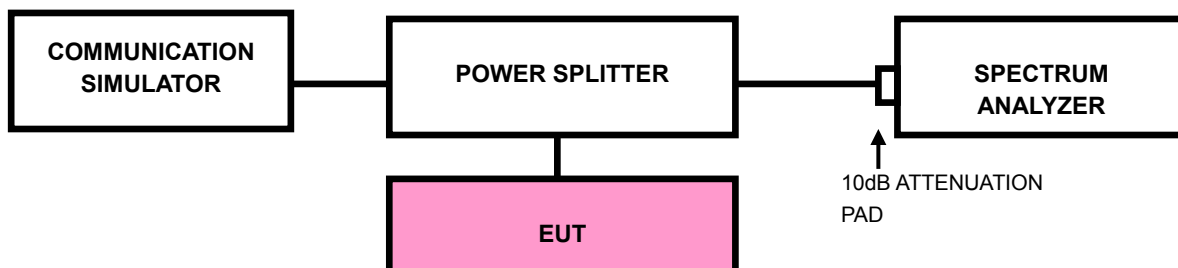 COMMUNICATION
SIMULATOR
POWER SPLITTER
SPECTRUM
ANALYZER
10dB ATTENUATION
PAD
EUT